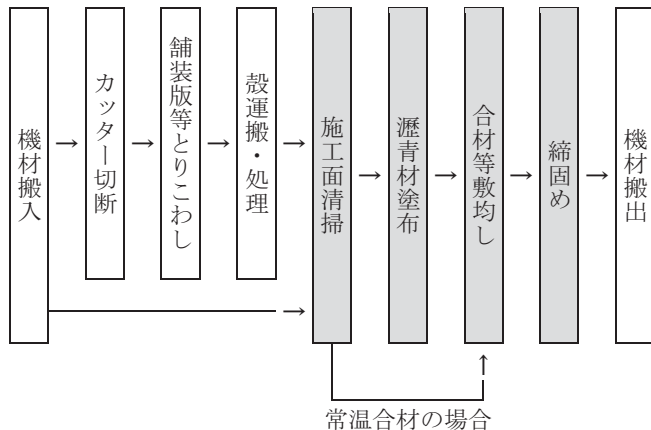 機材搬入
カッター切断
舗装版等とりこわし
殻運搬・処理
施工面清掃
瀝青材塗布
合材等敷均し
締固め
機材搬出
常温合材の場合